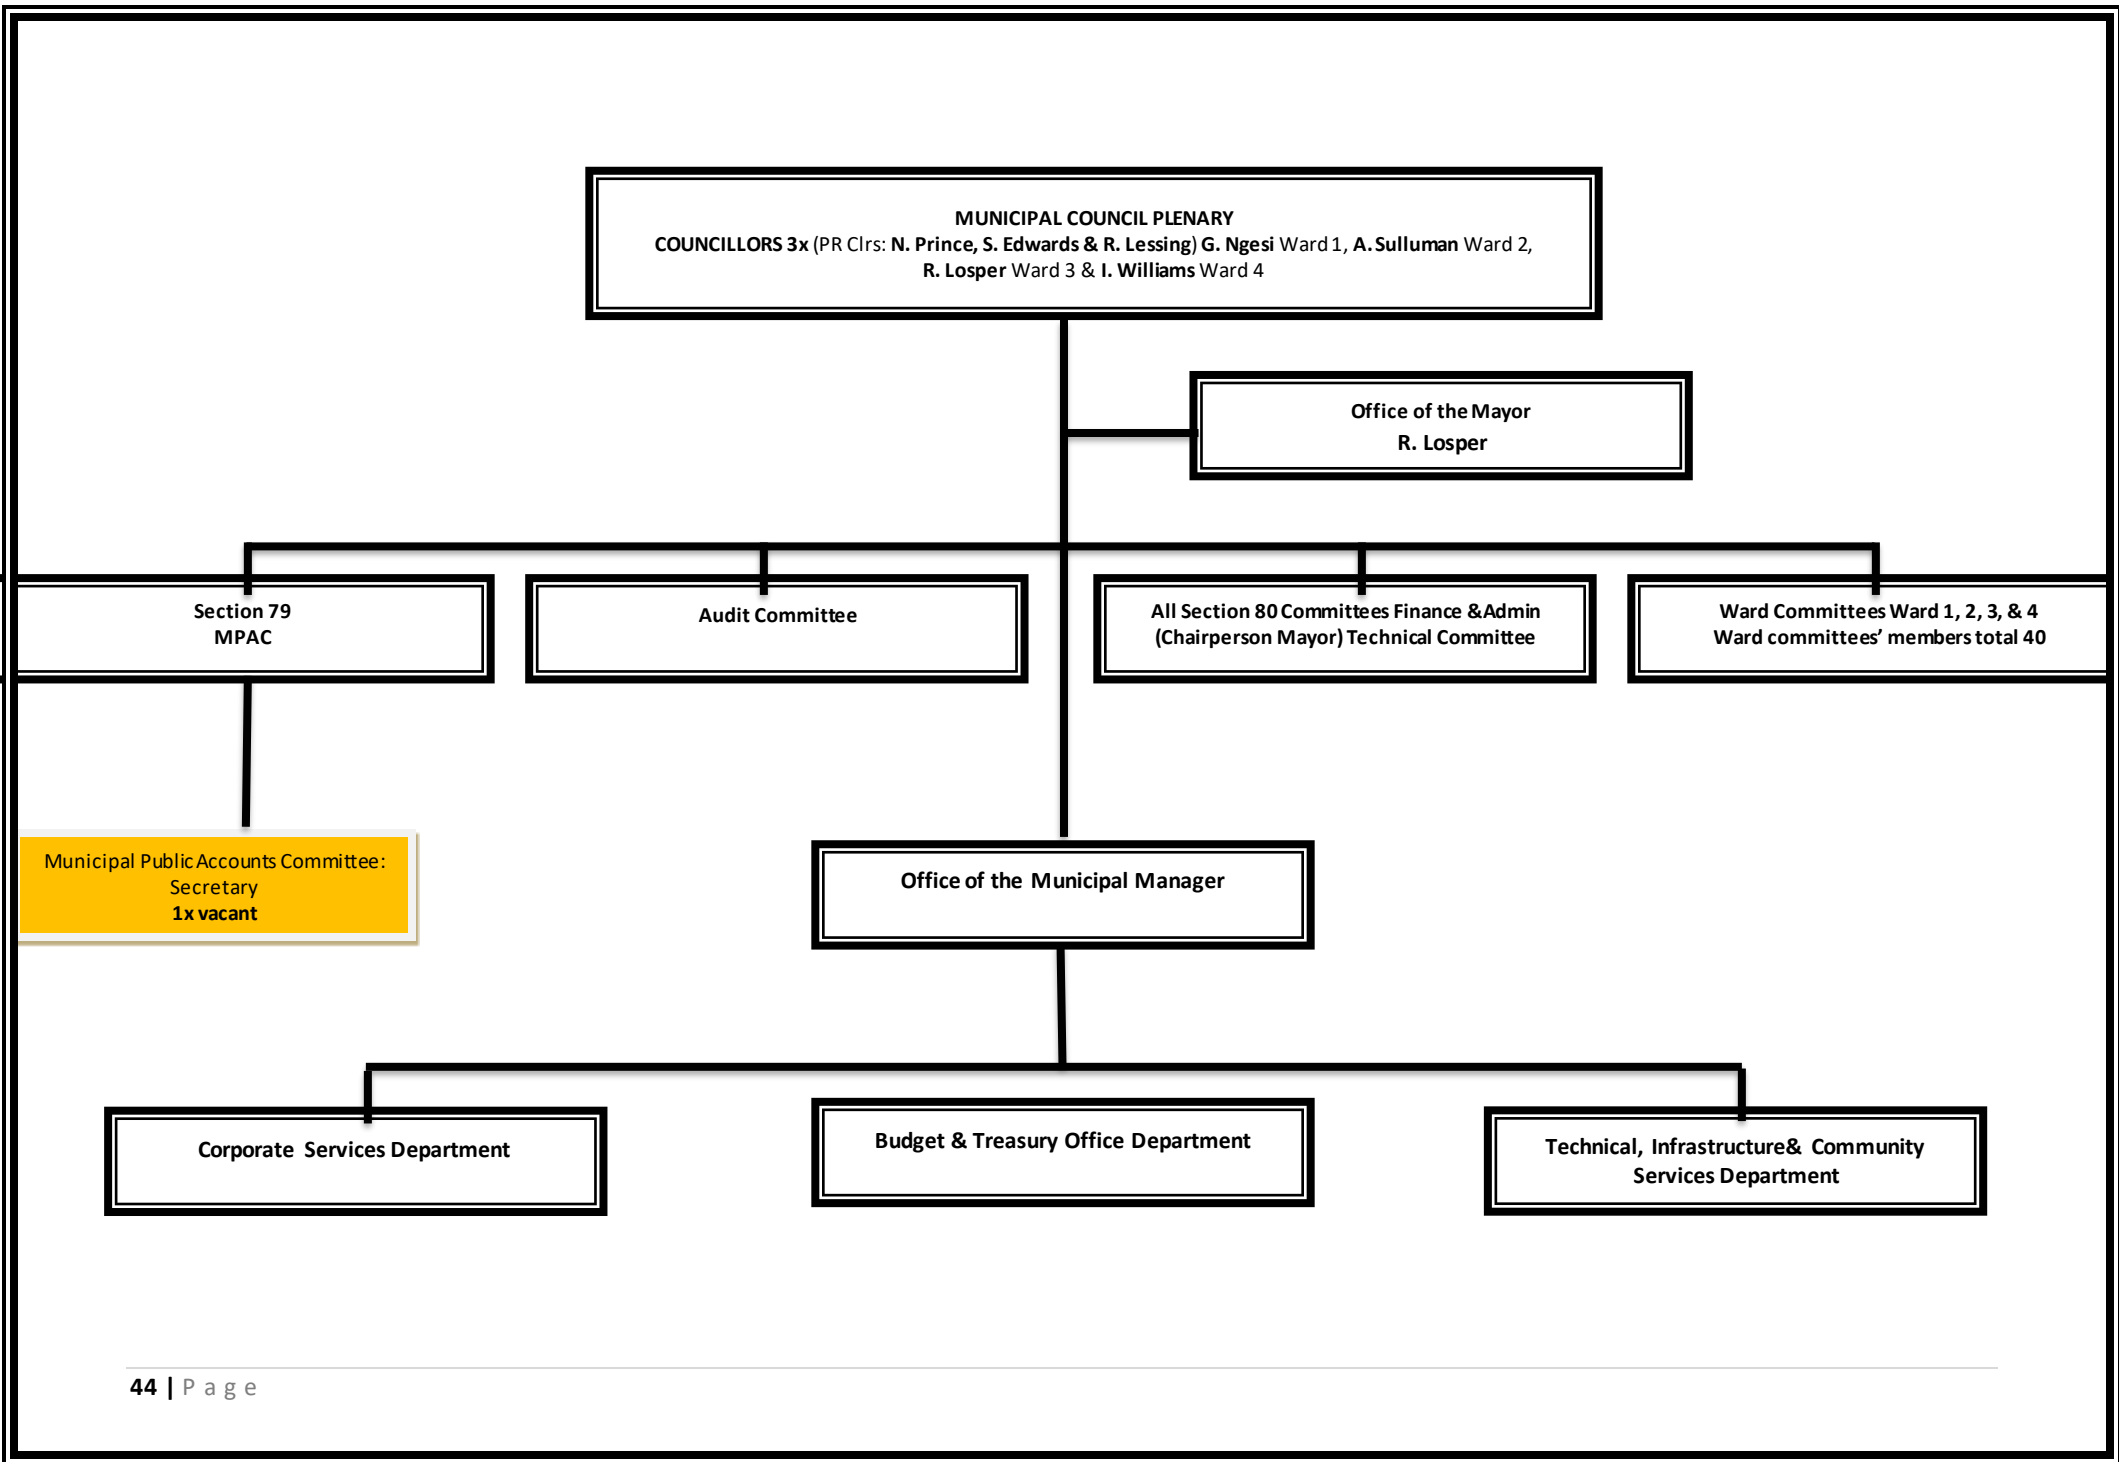 MUNICIPAL COUNCIL PLENARY
COUNCILLORS 3x (PR Clrs: N. Prince, S. Edwards & R. Lessing) G. Ngesi Ward 1, A. Sulluman Ward 2,
R. Losper Ward 3 & I. Williams Ward 4
Office of the Mayor
R. Losper
Section 79
MPAC
Audit Committee
All Section 80 Committees Finance &Admin
(Chairperson Mayor) Technical Committee
Ward Committees Ward 1, 2, 3, & 4
Ward committees’ members total 40
Municipal Public Accounts Committee:
Secretary
1x vacant
Office of the Municipal Manager
Corporate Services Department
Budget & Treasury Office Department
Technical, Infrastructure& Community
Services Department
44 | Page